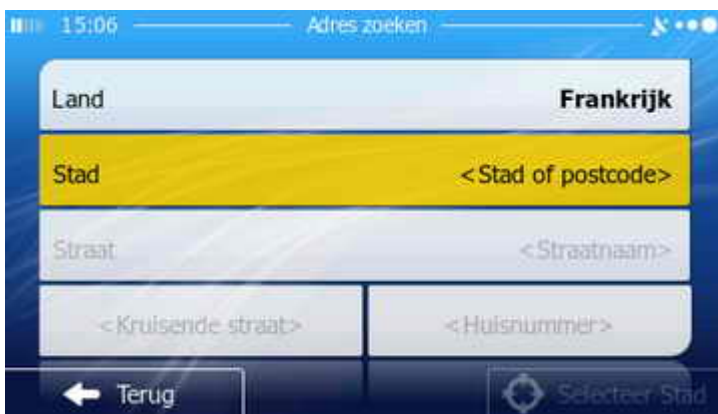 15:06 Adres zoeken
Land Frankrijk
Stad <Stad of postcode>
Straat <Straatnaam>
<Kruisende straat> <Huisnummer>
Terug Selecteer Stad